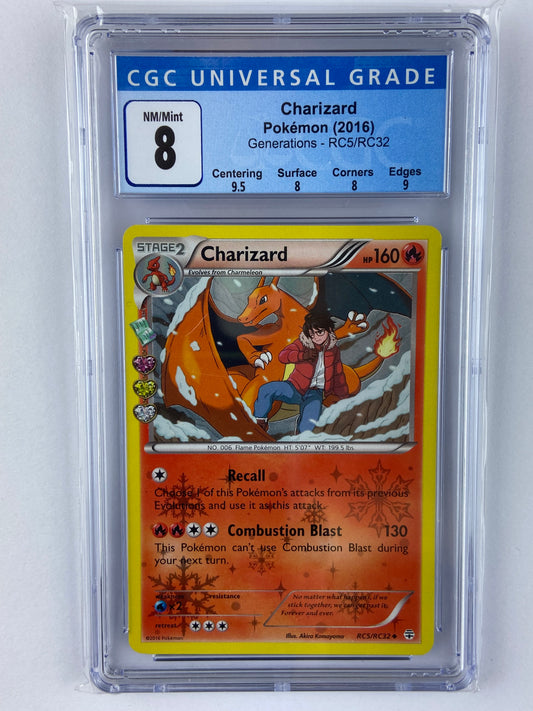 CGC UNIVERSAL GRADE
NM/Mint
8
Charizard
Pokémon (2016)
Generations - RC5/RC32
Centering Surface Corners Edges
9.5 8 8 9
STAGE2 Charizard HP160
Evolves from Charmeleon
NO. 006 Flame Pokémon HT: 5'07" WT: 199.5 lbs.
Recall
Choose 1 of this Pokémon's attacks from its previous
Evolutions and use it as this attack.
Combustion Blast 130
This Pokémon can't use Combustion Blast during
your next turn.
weakness resistance
×2
retreat
No matter what happens, if we
stick together, we can get past it,
Forever and ever.
©2016 Pokémon Illus. Akira Komayama RC5/RC32